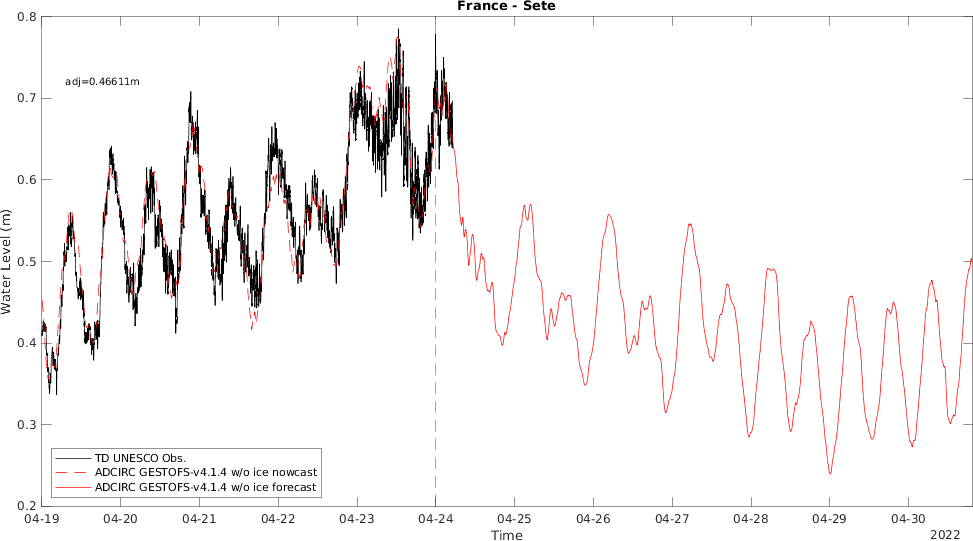 France - Sete
0.8
0.7
0.6
0.5
0.4
0.3
0.2
Water Level (m)
adj=0.46611m
TD UNESCO Obs.
ADCIRC GESTOFS-v4.1.4 w/o ice nowcast
ADCIRC GESTOFS-v4.1.4 w/o ice forecast
04-19 04-20 04-21 04-22 04-23 04-24 04-25 04-26 04-27 04-28 04-29 04-30
Time
2022